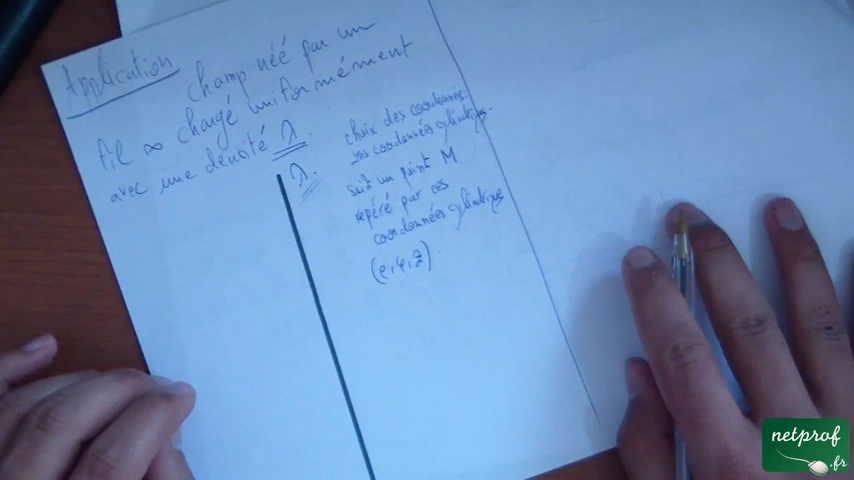 Application champ créé par un
fil ∞ chargé uniformément
avec une densité λ.
λ.
choix des coordonnées.
Les coordonnées cylindriques
soit un point M
repéré par ces
coordonnées cylindriques
(ρ, φ, z).
netprof
.fr